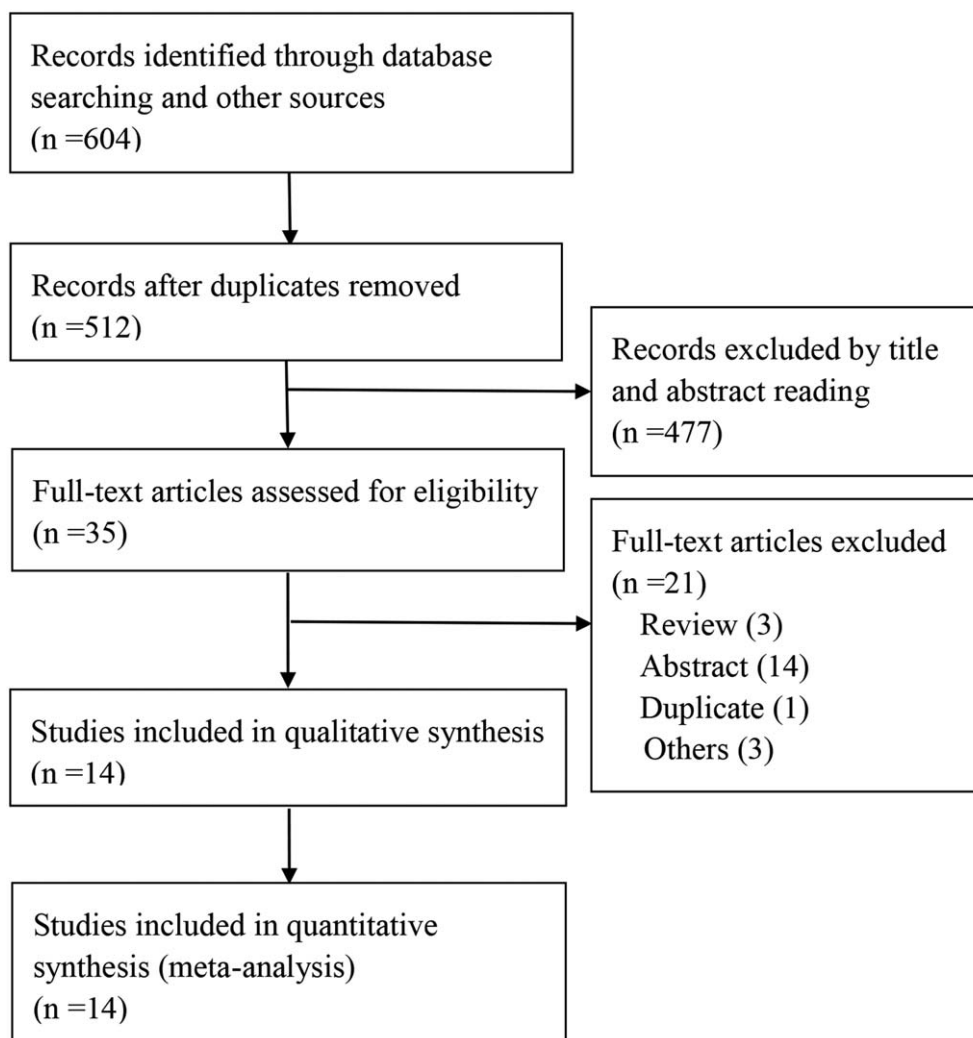 Records identified through database
searching and other sources
(n =604)
Records after duplicates removed
(n =512)
Records excluded by title
and abstract reading
(n =477)
Full-text articles assessed for eligibility
(n =35)
Full-text articles excluded
(n =21)
Review (3)
Abstract (14)
Duplicate (1)
Others (3)
Studies included in qualitative synthesis
(n =14)
Studies included in quantitative
synthesis (meta-analysis)
(n =14)